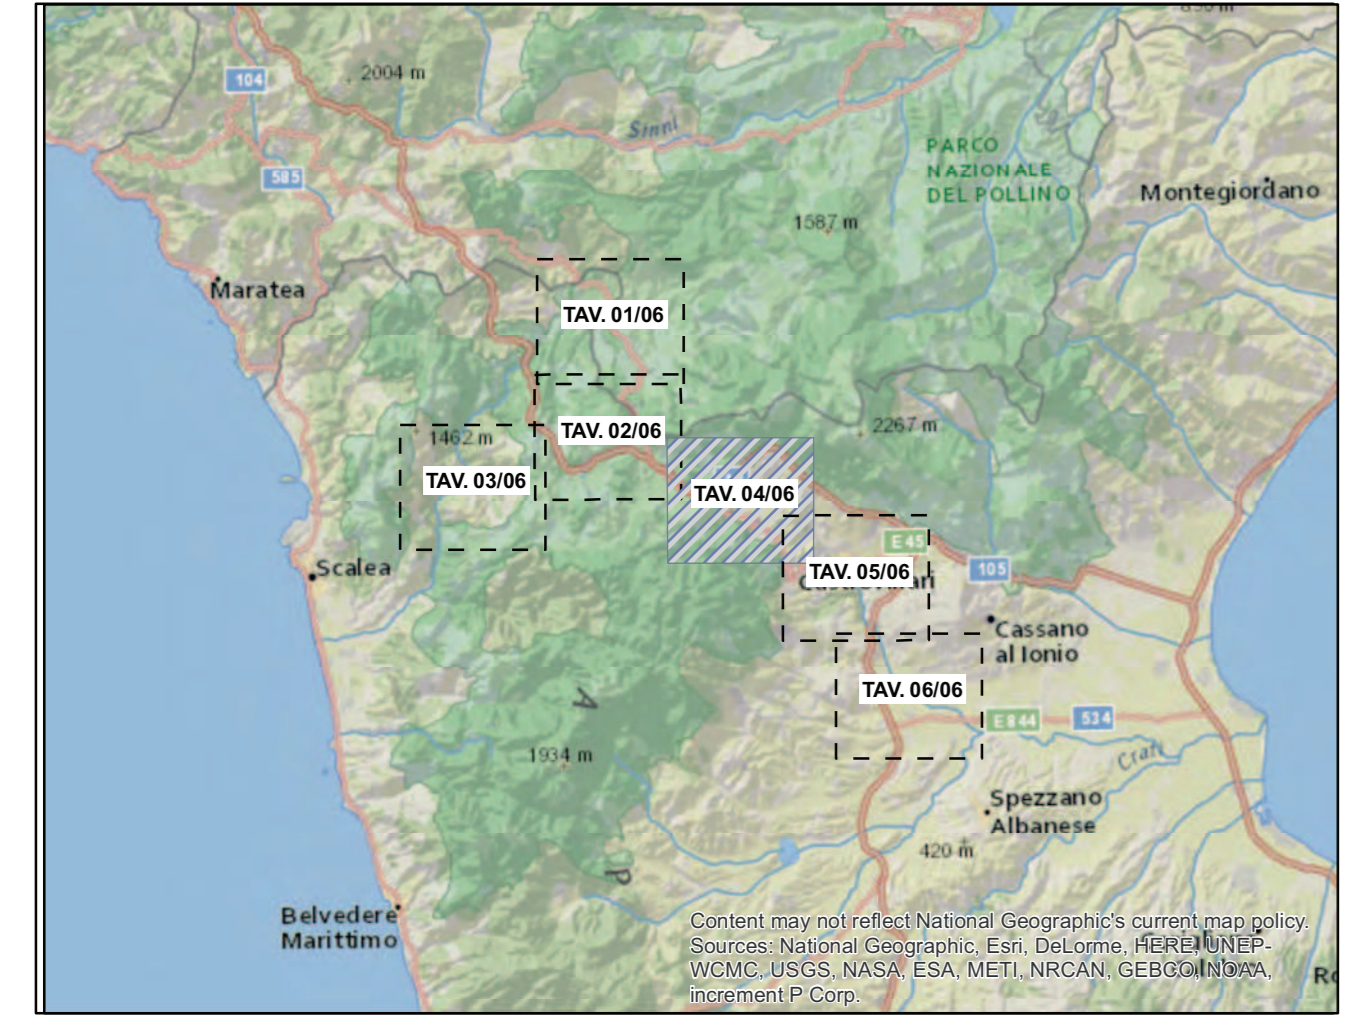 104
2004 m
Sinni
585
PARCO
NAZIONALE
DEL POLLINO
Montegiordano
1587 m
Maratea
TAV. 01/06
2267 m
TAV. 02/06
1462 m
TAV. 03/06
TAV. 04/06
E45
105
Scalea
TAV. 05/06
Cassano
al Ionio
TAV. 06/06
E844
534
A
1934 m
Crati
Spezzano
Albanese
420 m
P
Belvedere
Marittimo
Content may not reflect National Geographic's current map policy.
Sources: National Geographic, Esri, DeLorme, HERE, UNEP-
WCMC, USGS, NASA, ESA, METI, NRCAN, GEBCO, NOAA,
increment P Corp.